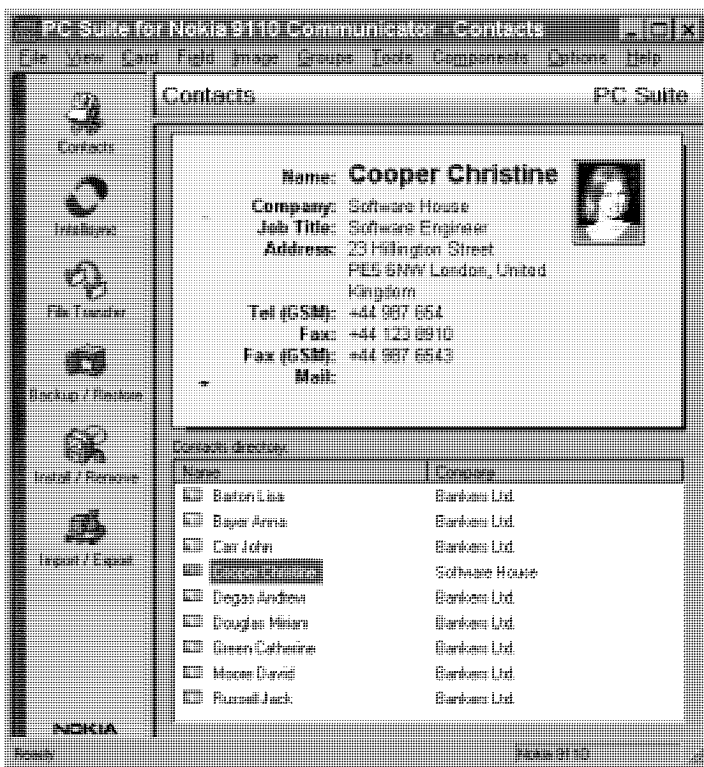 PC Suite for Nokia 9110 Communicator - Contacts
File View Card Field Image Groups Tools Components Options Help
Contacts PC Suite
Contacts
Intellisync
File Transfer
Backup / Restore
Install / Remove
Import / Export
NOKIA
Name: Cooper Christine
Company: Software House
Job Title: Software Engineer
Address: 23 Hillington Street
PE5 6NW London, United
Kingdom
Tel (GSM): +44 987 654
Fax: +44 123 8910
Fax (GSM): +44 987 6543
Mail:
Contacts directory:
Name Company
Barton Lisa Bankers Ltd.
Bayer Anna Bankers Ltd.
Carr John Bankers Ltd.
Cooper Christine Software House
Degas Andrew Bankers Ltd.
Douglas Miriam Bankers Ltd.
Green Catherine Bankers Ltd.
Moore David Bankers Ltd.
Russell Jack Bankers Ltd.
Ready Nokia 9110